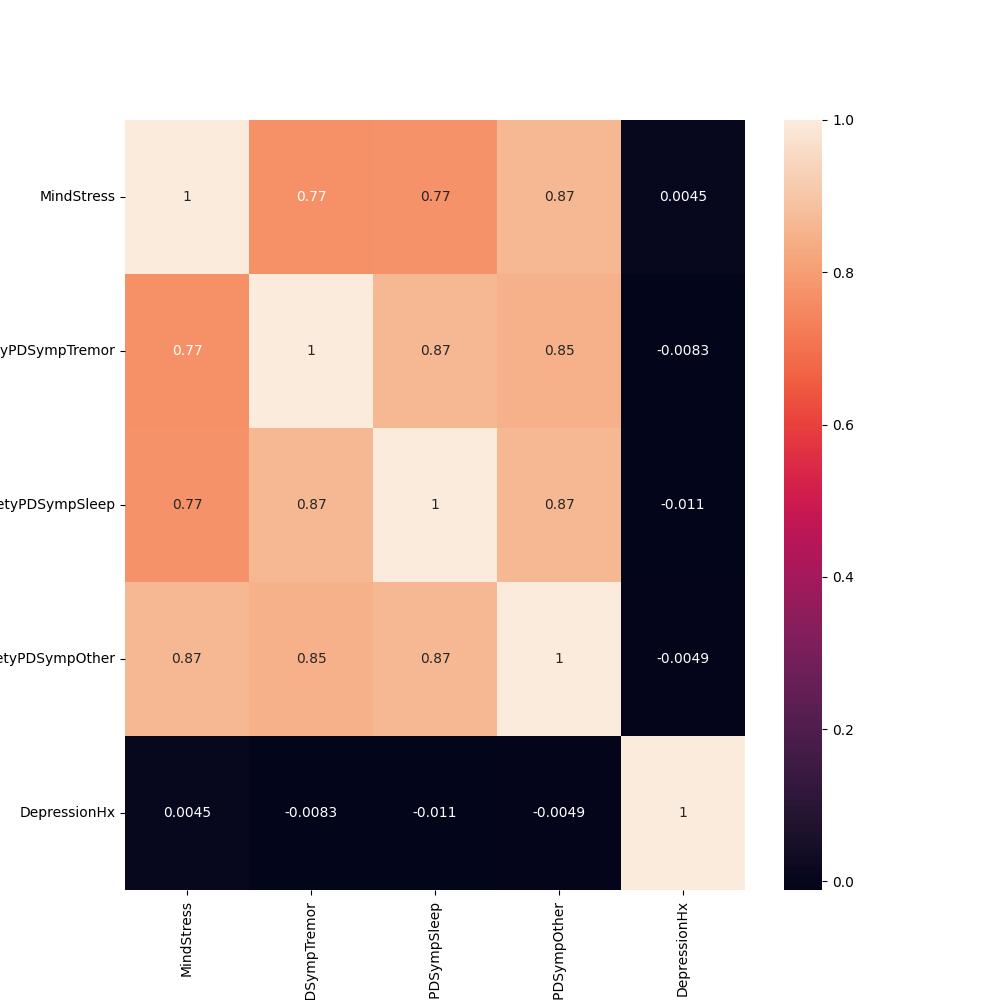 1.0
MindStress 1 0.77 0.77 0.87 0.0045
0.8
yPDSympTremor 0.77 1 0.87 0.85 -0.0083
0.6
etyPDSympSleep 0.77 0.87 1 0.87 -0.011
0.4
etyPDSympOther 0.87 0.85 0.87 1 -0.0049
0.2
DepressionHx 0.0045 -0.0083 -0.011 -0.0049 1
0.0
MindStress
DSympTremor
PDSympSleep
PDSympOther
DepressionHx